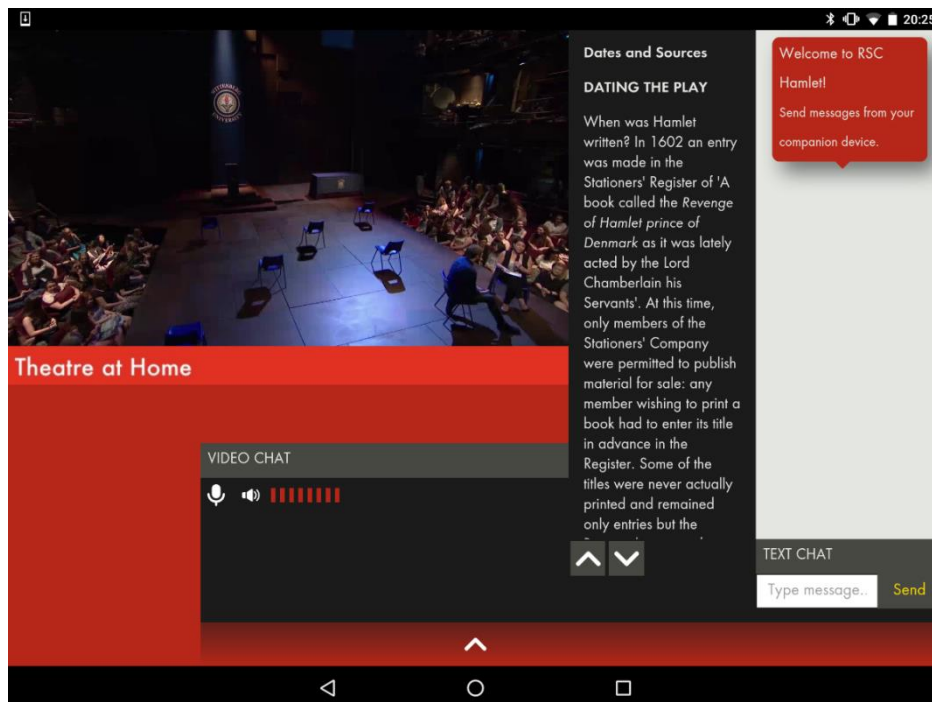 20:25
WITTENBERG
UNIVERSITY
Theatre at Home
VIDEO CHAT
Dates and Sources
DATING THE PLAY
When was Hamlet
written? In 1602 an entry
was made in the
Stationers' Register of 'A
book called the Revenge
of Hamlet prince of
Denmark as it was lately
acted by the Lord
Chamberlain his
Servants'. At this time,
only members of the
Stationers' Company
were permitted to publish
material for sale: any
member wishing to print a
book had to enter its title
in advance in the
Register. Some of the
titles were never actually
printed and remained
only entries but the
Welcome to RSC
Hamlet!
Send messages from your
companion device.
TEXT CHAT
Type message..
Send